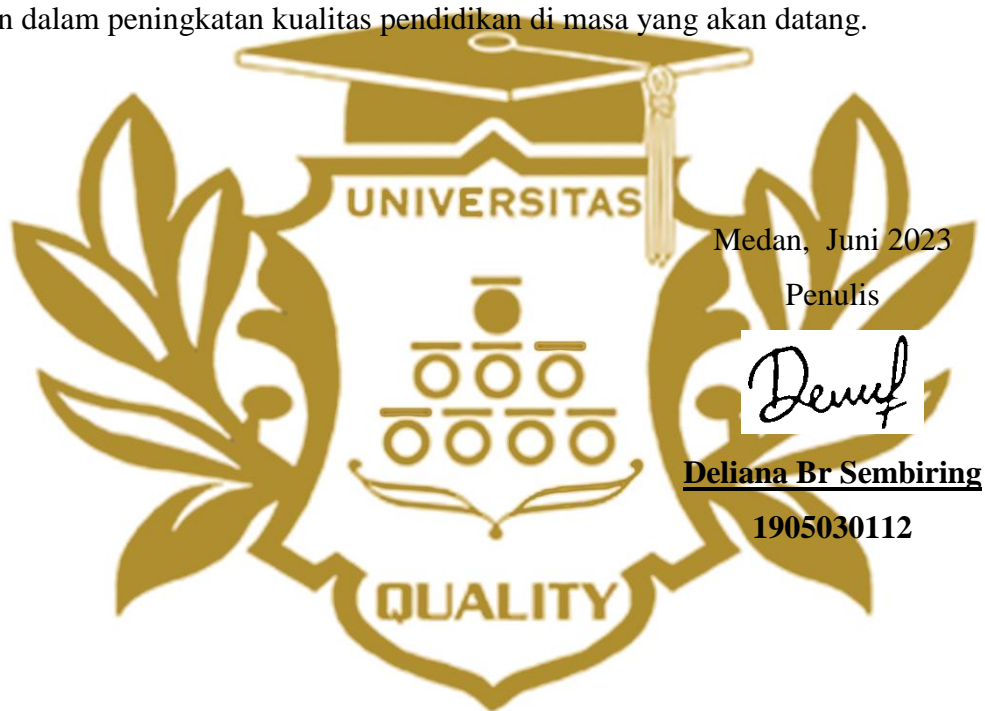 n dalam peningkatan kualitas pendidikan di masa yang akan datang.
UNIVERSITAS
Medan,  Juni 2023
Penulis
Deliana Br Sembiring
1905030112
QUALITY